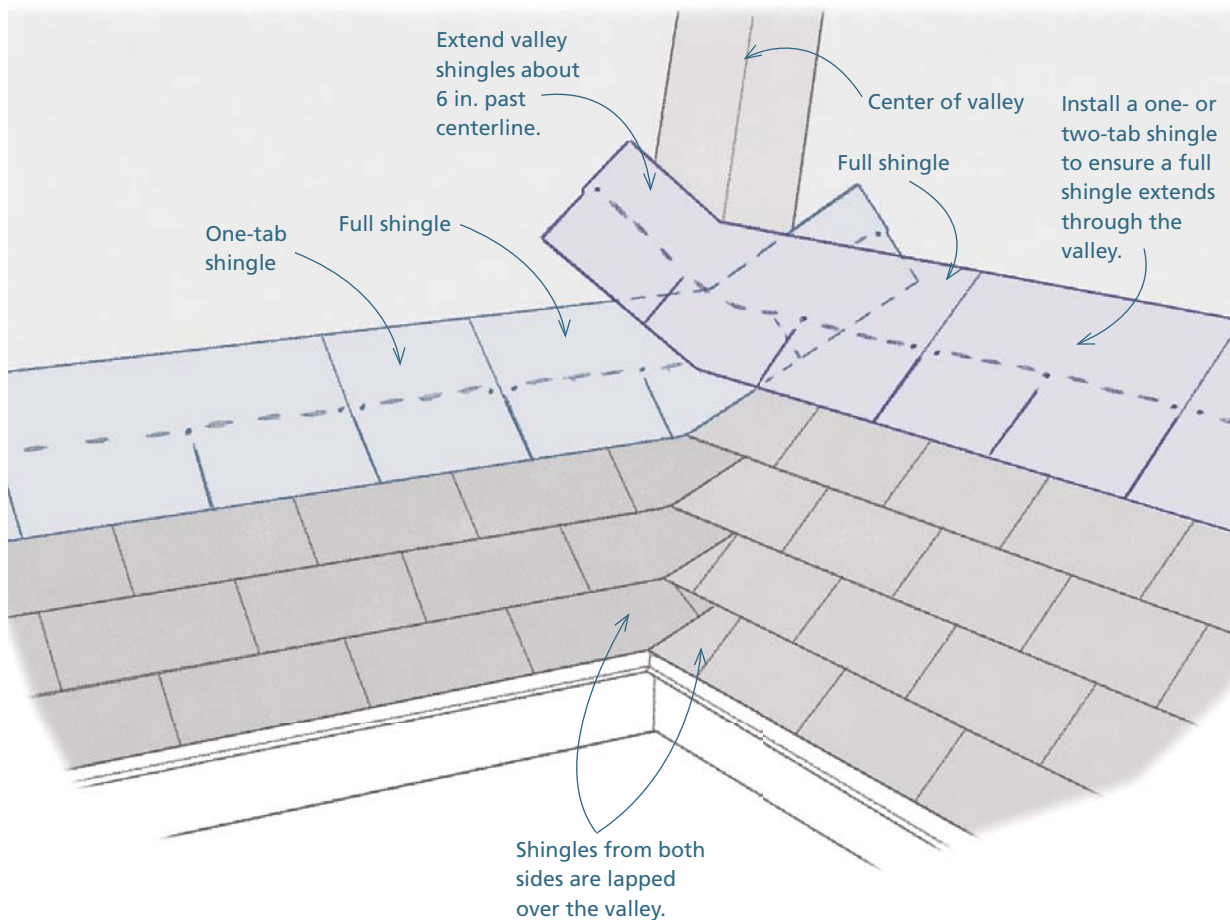 Extend valley
shingles about
6 in. past
centerline.
Center of valley
Install a one- or
two-tab shingle
to ensure a full
shingle extends
through the
valley.
Full shingle
One-tab
shingle
Full shingle
Shingles from both
sides are lapped
over the valley.